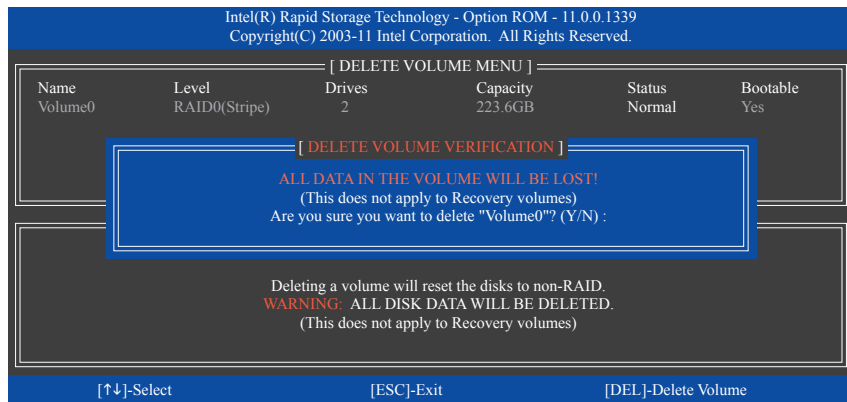 Intel(R) Rapid Storage Technology - Option ROM - 11.0.0.1339
Copyright(C) 2003-11 Intel Corporation. All Rights Reserved.
[ DELETE VOLUME MENU ]
Name Level Drives Capacity Status Bootable
Volume0 RAID0(Stripe) 2 223.6GB Normal Yes
[ DELETE VOLUME VERIFICATION ]
ALL DATA IN THE VOLUME WILL BE LOST!
(This does not apply to Recovery volumes)
Are you sure you want to delete "Volume0"? (Y/N) :
Deleting a volume will reset the disks to non-RAID.
WARNING: ALL DISK DATA WILL BE DELETED.
(This does not apply to Recovery volumes)
[↑↓]-Select [ESC]-Exit [DEL]-Delete Volume